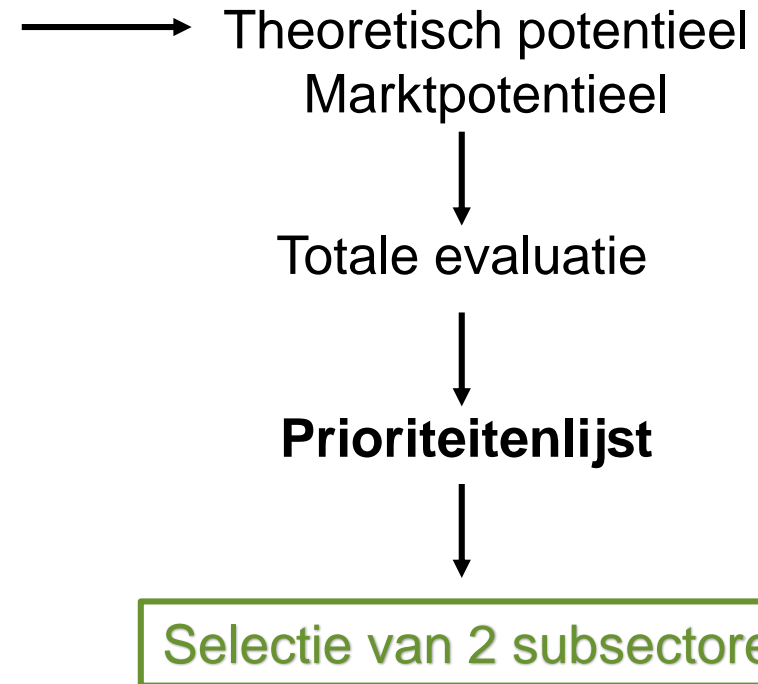 Theoretisch potentieel
Marktpotentieel
Totale evaluatie
Prioriteitenlijst
Selectie van 2 subsectore